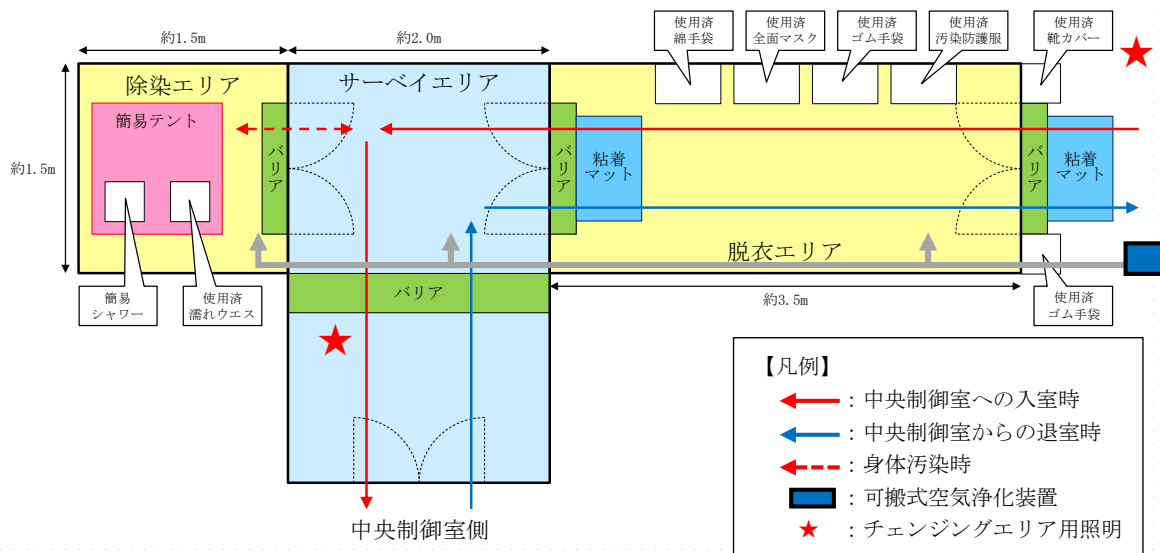 約1.5m
約2.0m
使用済
綿手袋
使用済
全面マスク
使用済
ゴム手袋
使用済
汚染防護服
使用済
靴カバー
除染エリア
サーベイエリア
簡易テント
約1.5m
バリア
バリア
粘着
マット
バリア
粘着
マット
脱衣エリア
簡易
シャワー
使用済
濡れウエス
バリア
約3.5m
使用済
ゴム手袋
中央制御室側
【凡例】
:中央制御室への入室時
:中央制御室からの退室時
:身体汚染時
:可搬式空気浄化装置
:チェンジングエリア用照明